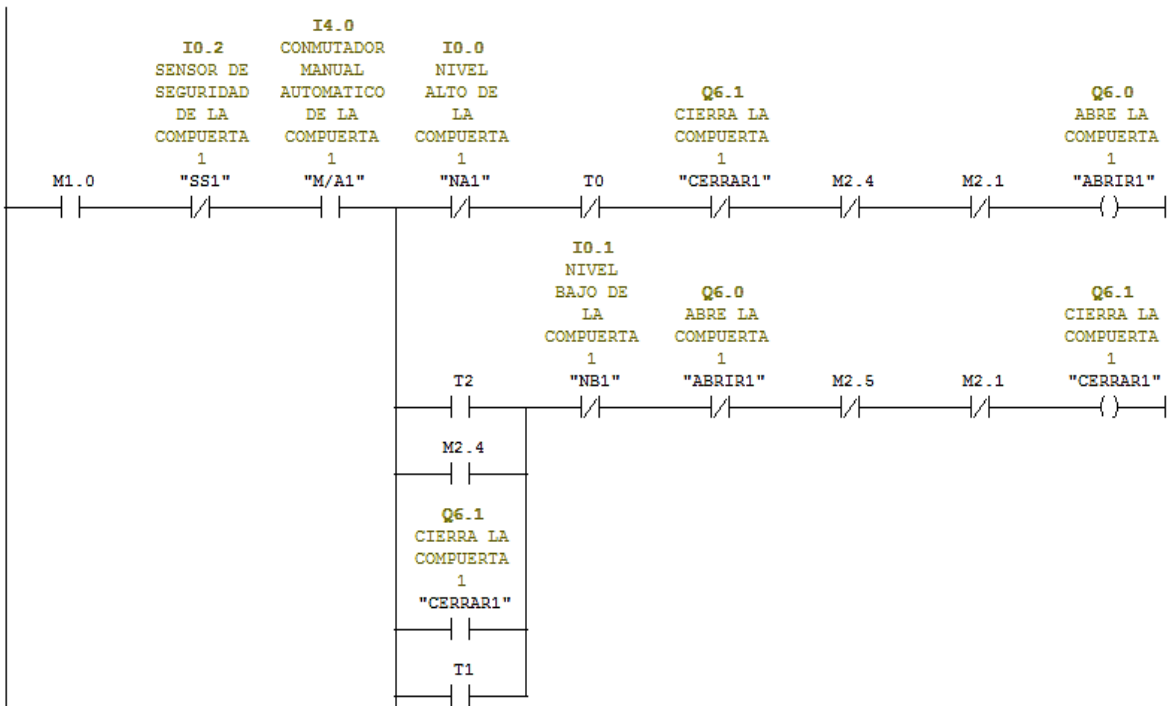 I0.2
SENSOR DE
SEGURIDAD
DE LA
COMPUERTA
1
"SS1"
I4.0
CONMUTADOR
MANUAL
AUTOMATICO
DE LA
COMPUERTA
1
"M/A1"
I0.0
NIVEL
ALTO DE
LA
COMPUERTA
1
"NA1"
Q6.1
CIERRA LA
COMPUERTA
1
"CERRAR1"
Q6.0
ABRE LA
COMPUERTA
1
"ABRIR1"
M1.0
T0
M2.4
M2.1
I0.1
NIVEL
BAJO DE
LA
COMPUERTA
1
"NB1"
Q6.0
ABRE LA
COMPUERTA
1
"ABRIR1"
Q6.1
CIERRA LA
COMPUERTA
1
"CERRAR1"
T2
M2.5
M2.1
M2.4
Q6.1
CIERRA LA
COMPUERTA
1
"CERRAR1"
T1